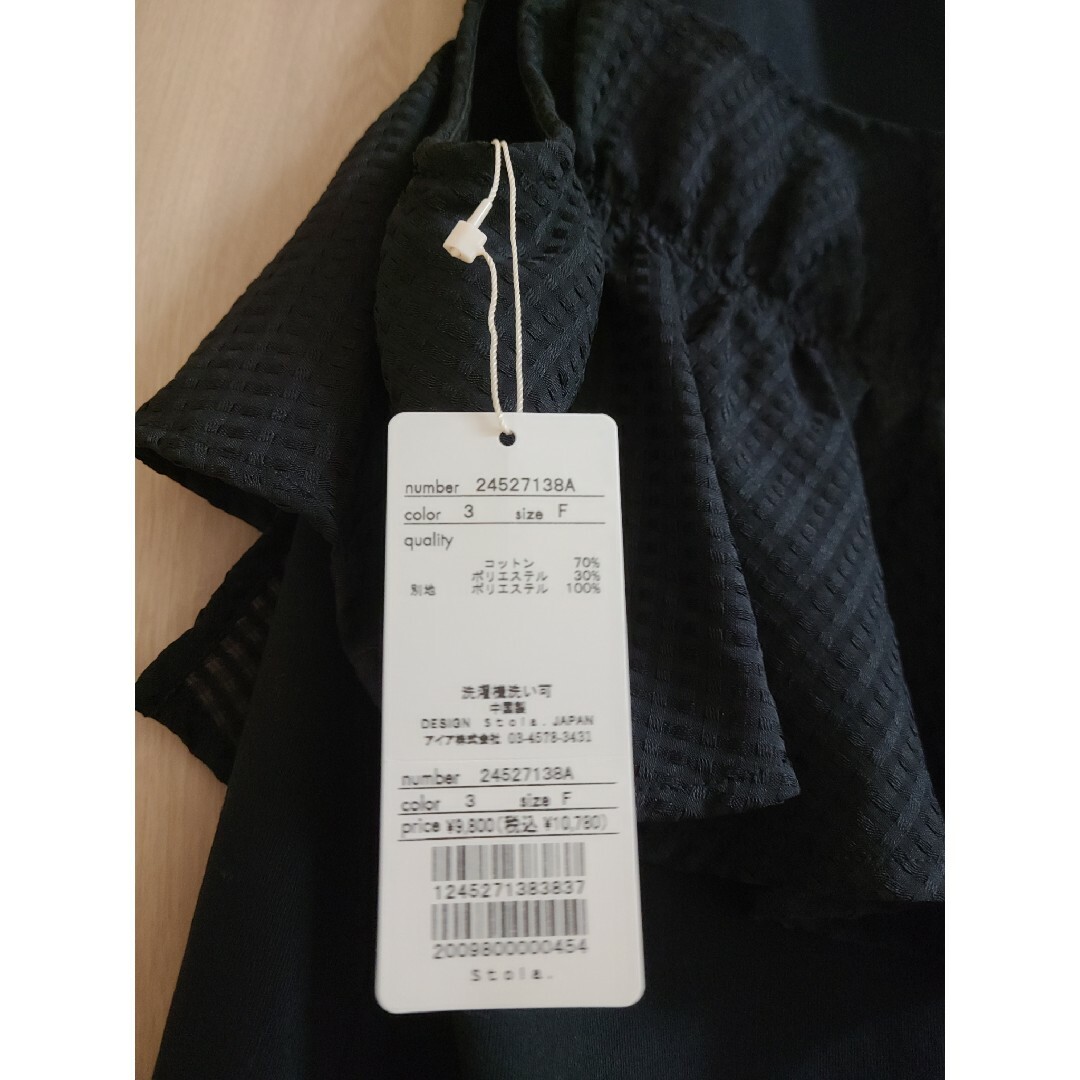 number 24527138A
color 3 size F
quality
コットン 70%
ポリエステル 30%
別地 ポリエステル 100%
洗濯機洗い可
中国製
DESIGN Stola. JAPAN
アイア株式会社 03-4578-3431
number 24527138A
color 3 size F
price ¥9,800(税込 ¥10,780)
1245271383837
2009800000454
Stola.